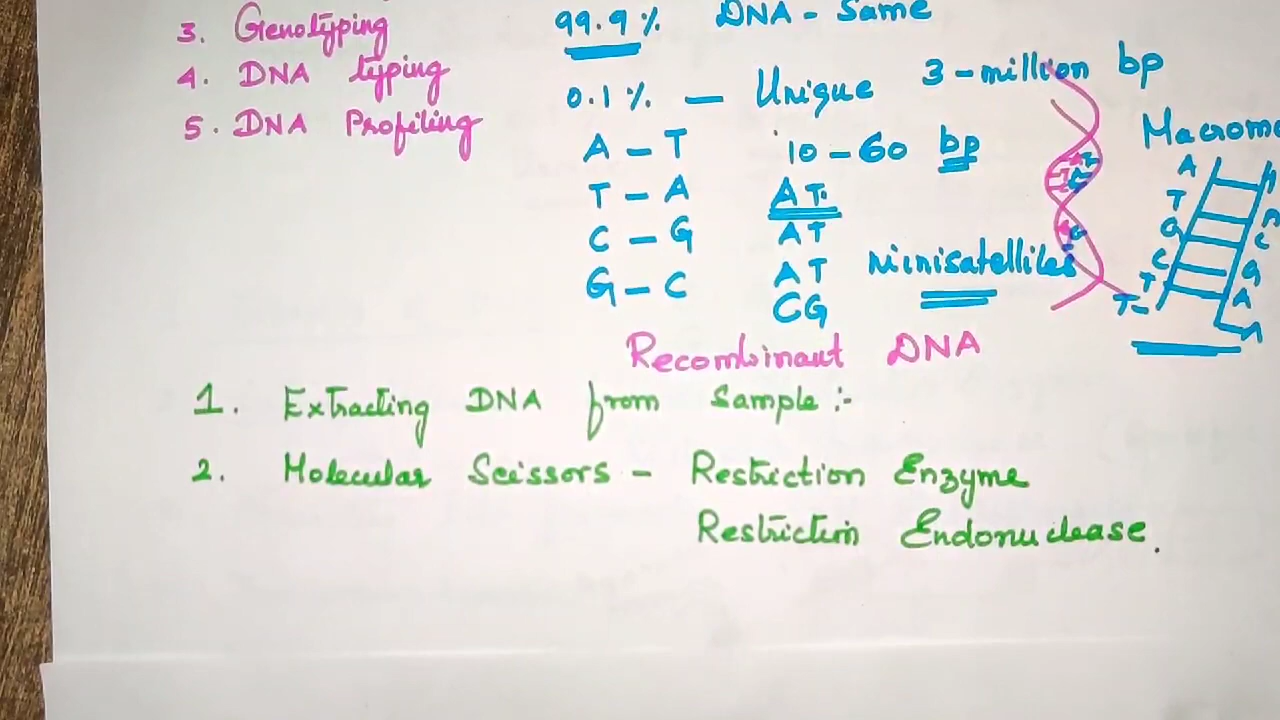 3. Genotyping
4. DNA typing
5. DNA Profiling
99.9% DNA - Same
0.1% — Unique 3-million bp
A - T 10-60 bp
T - A AT
C - G AT
G - C AT
CG
minisatellites
Macromo
A
T
G C
C G
T A
T-
Recombinant DNA
1. Extracting DNA from Sample :-
2. Molecular Scissors - Restriction Enzyme
Restriction Endonuclease.